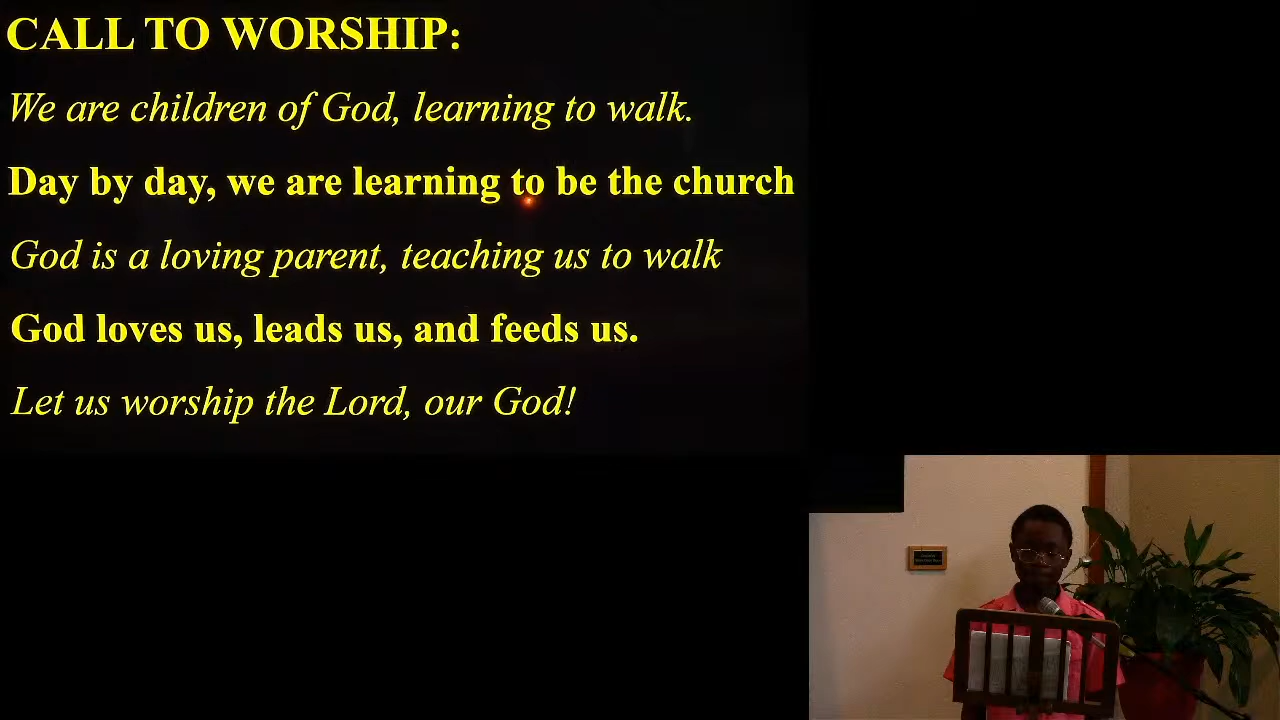 CALL TO WORSHIP:
We are children of God, learning to walk.
Day by day, we are learning to be the church
God is a loving parent, teaching us to walk
God loves us, leads us, and feeds us.
Let us worship the Lord, our God!